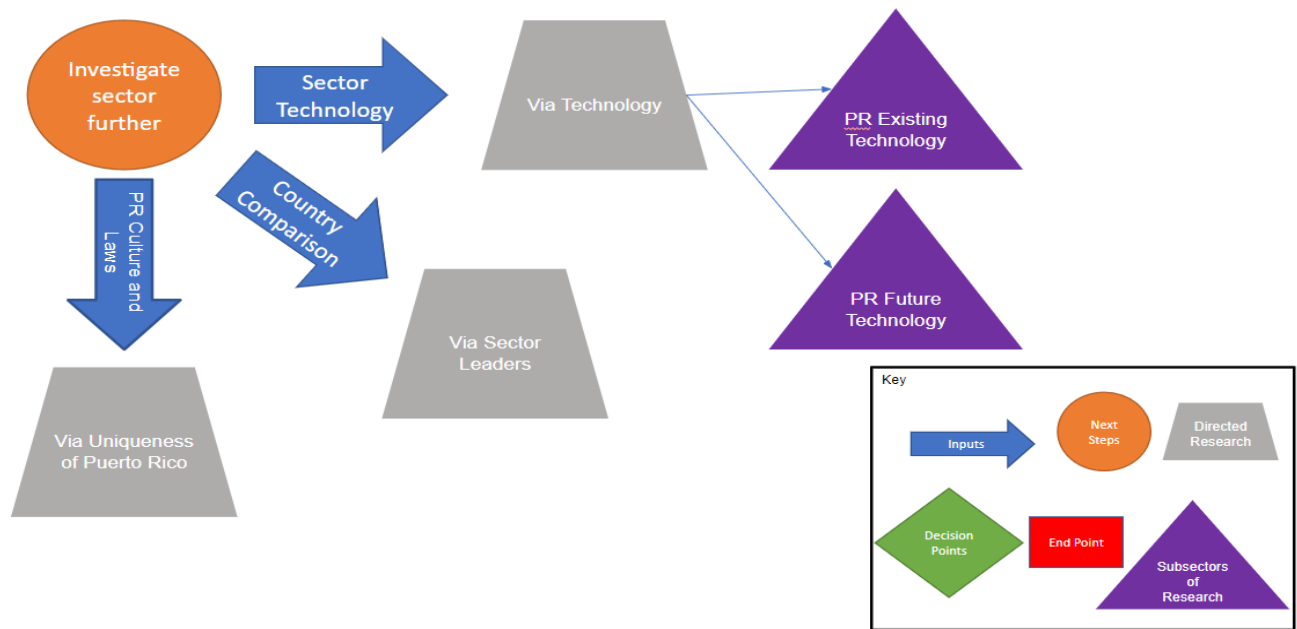 Investigate
sector
further
Sector
Technology
Via Technology
PR Existing
Technology
Country
Comparison
PR Culture and
Laws
PR Future
Technology
Via Sector
Leaders
Via Uniqueness
of Puerto Rico
Key
Inputs
Next
Steps
Directed
Research
Decision
Points
End Point
Subsectors
of
Research